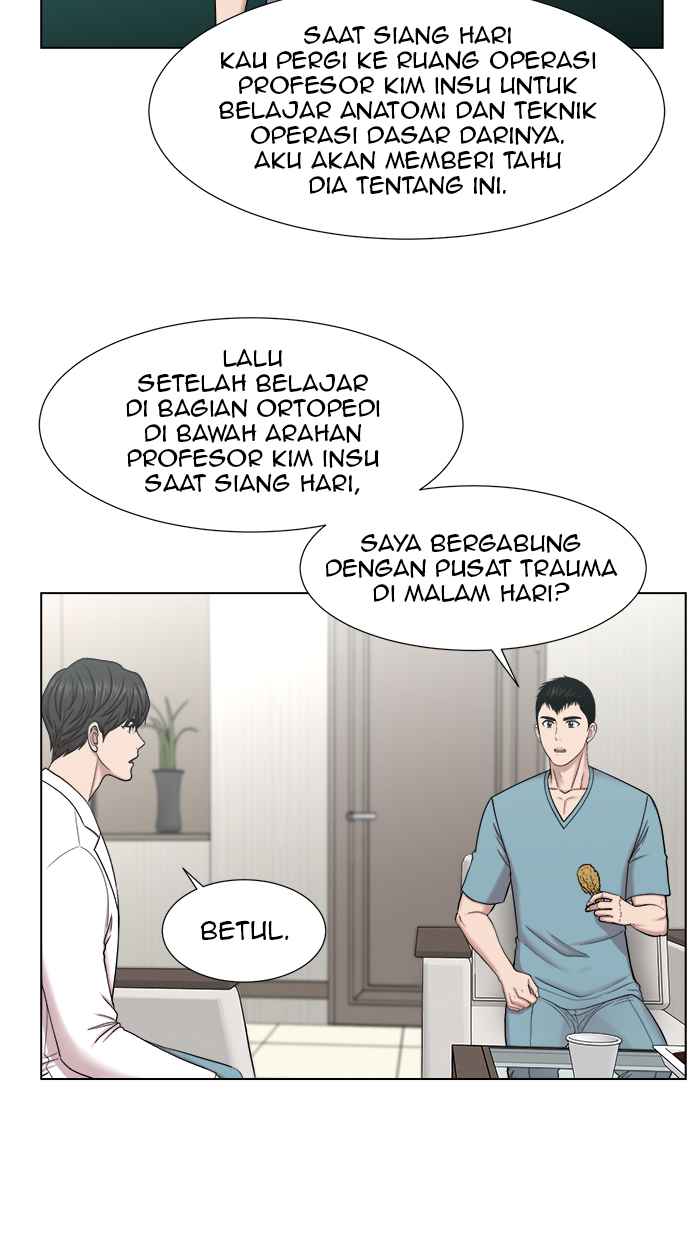 SAAT SIANG HARI
KAU PERGI KE RUANG OPERASI
PROFESOR KIM INSU UNTUK
BELAJAR ANATOMI DAN TEKNIK
OPERASI DASAR DARINYA.
AKU AKAN MEMBERI TAHU
DIA TENTANG INI.
LALU
SETELAH BELAJAR
DI BAGIAN ORTOPEDI
DI BAWAH ARAHAN
PROFESOR KIM INSU
SAAT SIANG HARI,
SAYA BERGABUNG
DENGAN PUSAT TRAUMA
DI MALAM HARI?
BETUL.